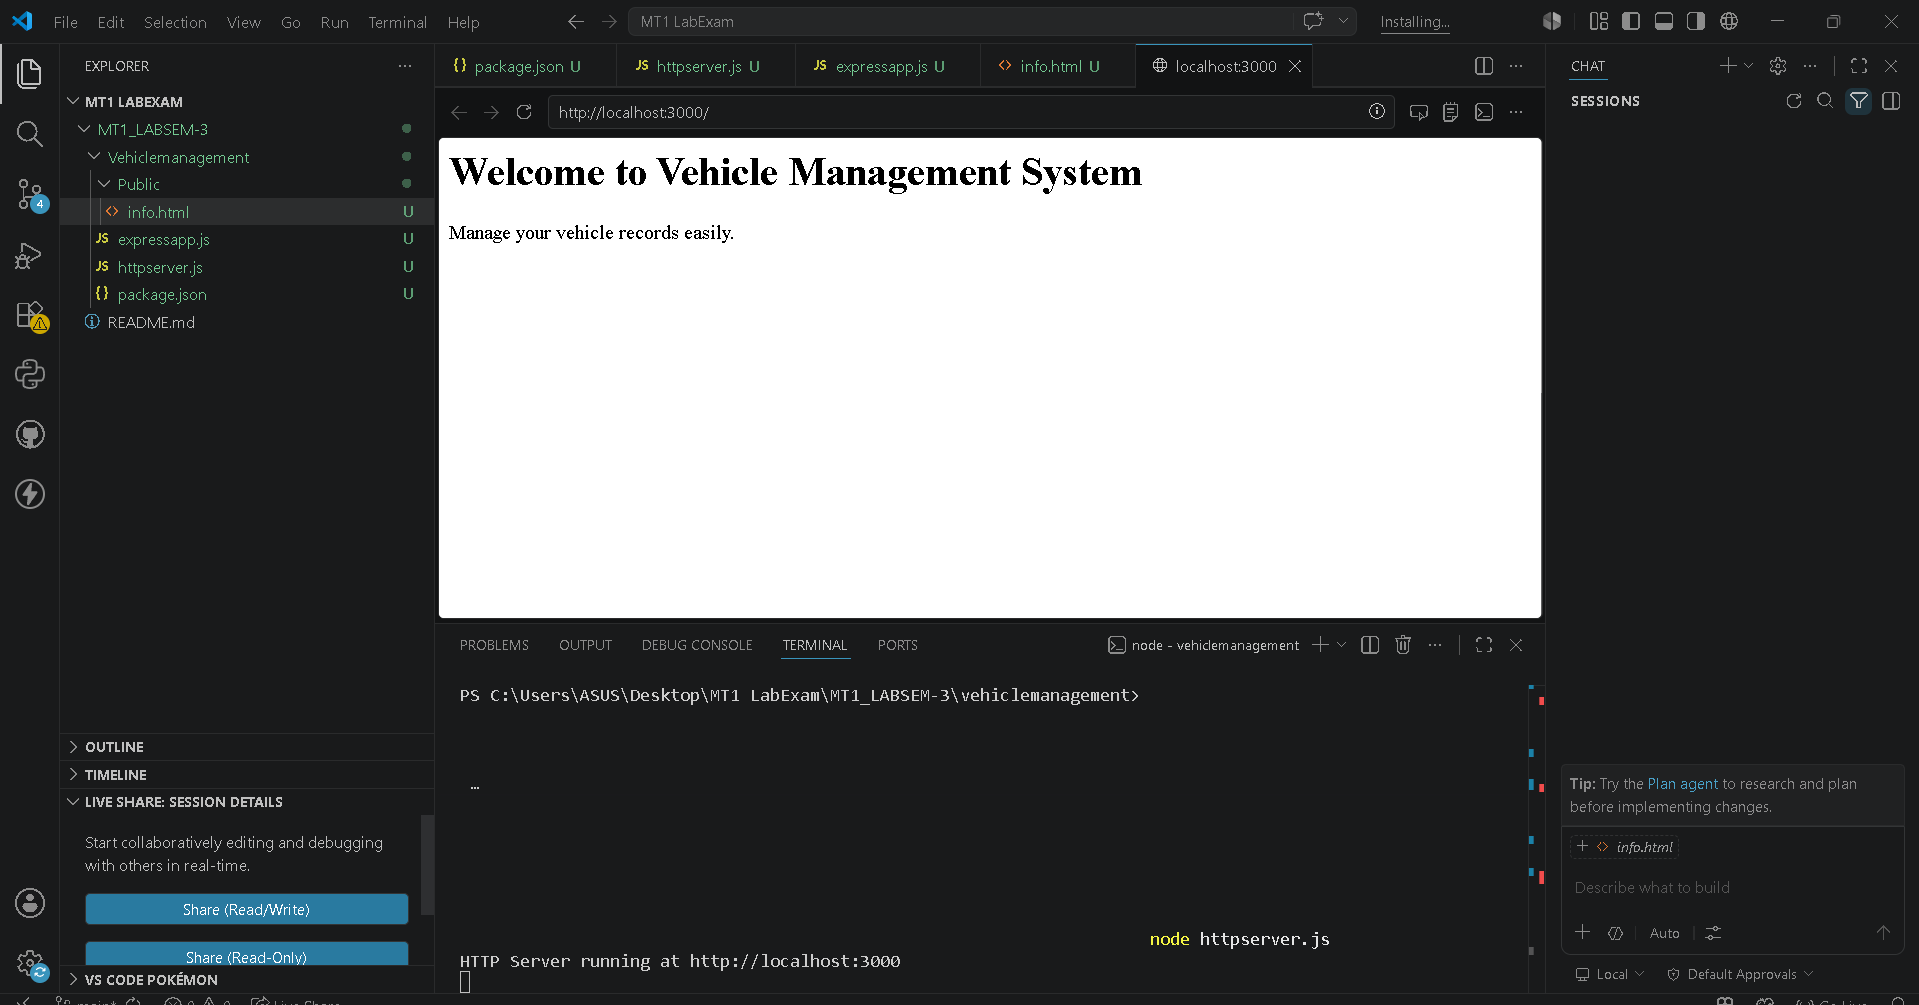 File Edit Selection View Go Run Terminal Help
MT1 LabExam
Installing...
EXPLORER
MT1 LABEXAM
MT1_LABSEM-3
Vehiclemanagement
Public
info.html U
expressapp.js U
httpserver.js U
package.json U
README.md
4
OUTLINE
TIMELINE
LIVE SHARE: SESSION DETAILS
Start collaboratively editing and debugging
with others in real-time.
Share (Read/Write)
Share (Read-Only)
VS CODE POKÉMON
package.json U httpserver.js U expressapp.js U info.html U localhost:3000
http://localhost:3000/
Welcome to Vehicle Management System
Manage your vehicle records easily.
PROBLEMS OUTPUT DEBUG CONSOLE TERMINAL PORTS
node - vehiclemanagement
PS C:\Users\ASUS\Desktop\MT1 LabExam\MT1_LABSEM-3\vehiclemanagement>
…
node httpserver.js
HTTP Server running at http://localhost:3000
CHAT
SESSIONS
Tip: Try the Plan agent to research and plan
before implementing changes.
info.html
Describe what to build
Auto
Local Default Approvals